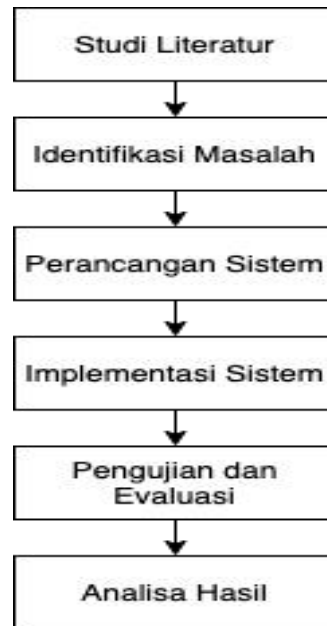 Studi Literatur
Identifikasi Masalah
Perancangan Sistem
Implementasi Sistem
Pengujian dan
Evaluasi
Analisa Hasil